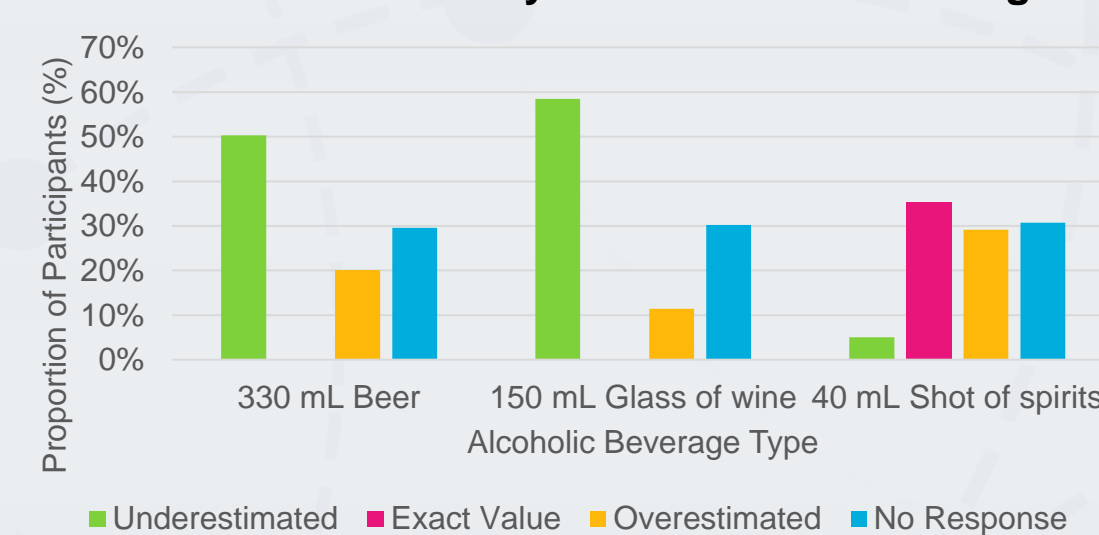 70%
60%
50%
40%
30%
20%
10%
0%
Proportion of Participants (%)
330 mL Beer
150 mL Glass of wine
40 mL Shot of spirits
Alcoholic Beverage Type
Underestimated
Exact Value
Overestimated
No Response